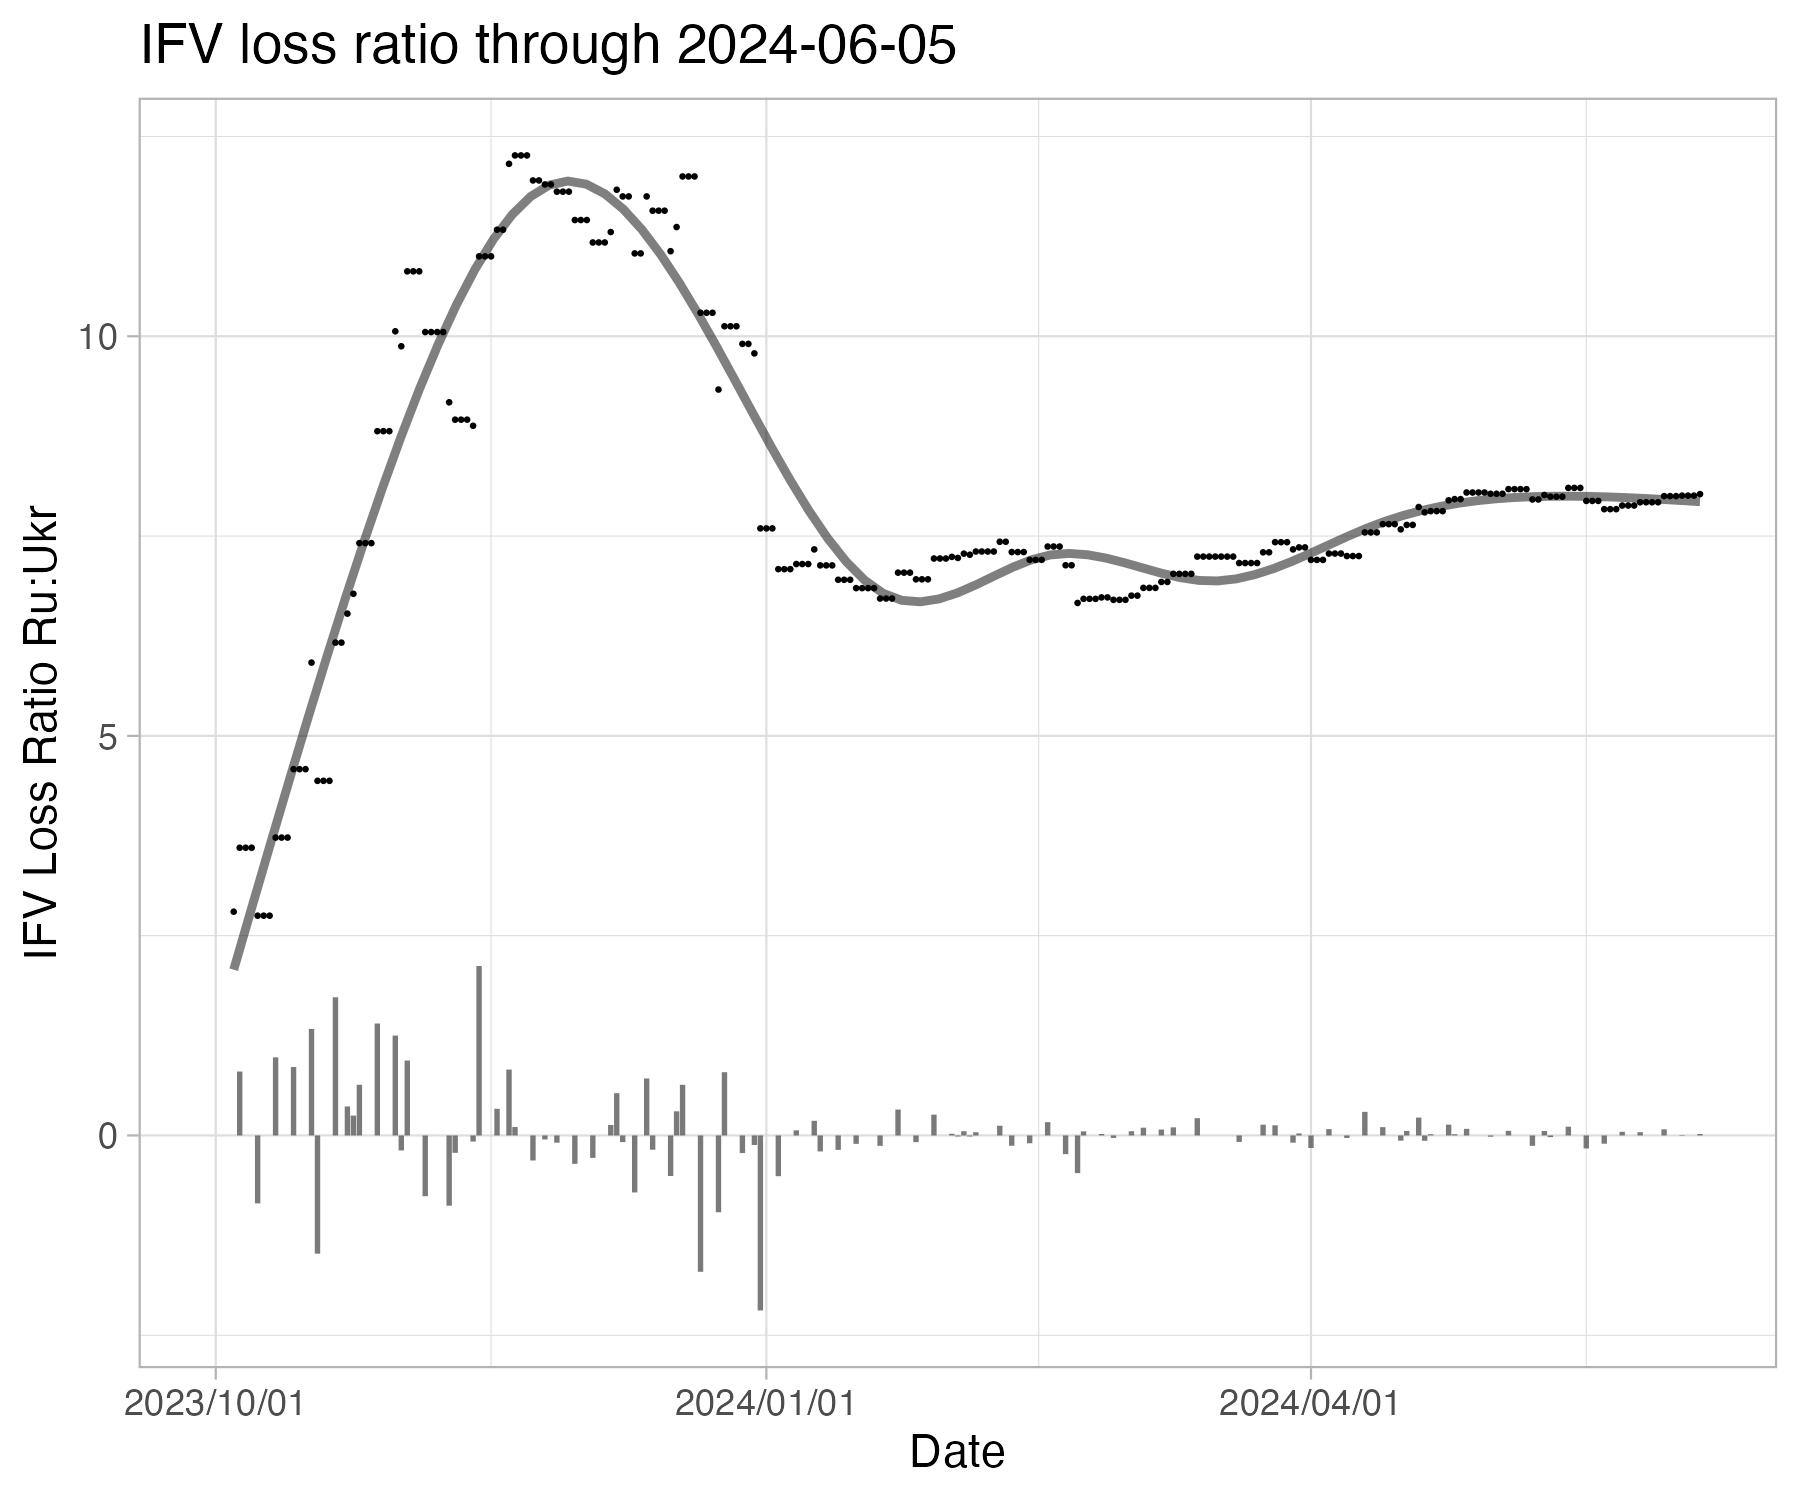 IFV loss ratio through 2024-06-05
IFV Loss Ratio Ru:Ukr
10
5
0
2023/10/01 2024/01/01 2024/04/01
Date